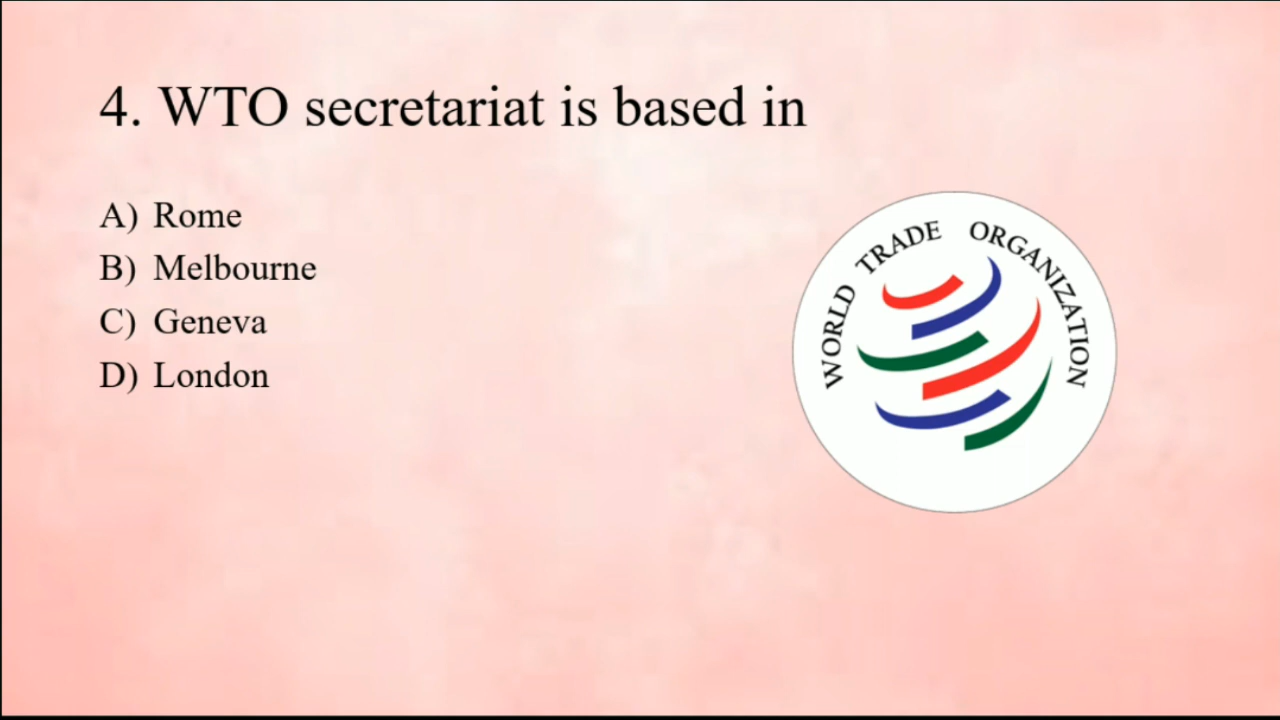 4. WTO secretariat is based in
A) Rome
B) Melbourne
C) Geneva
D) London
WORLD TRADE ORGANIZATION